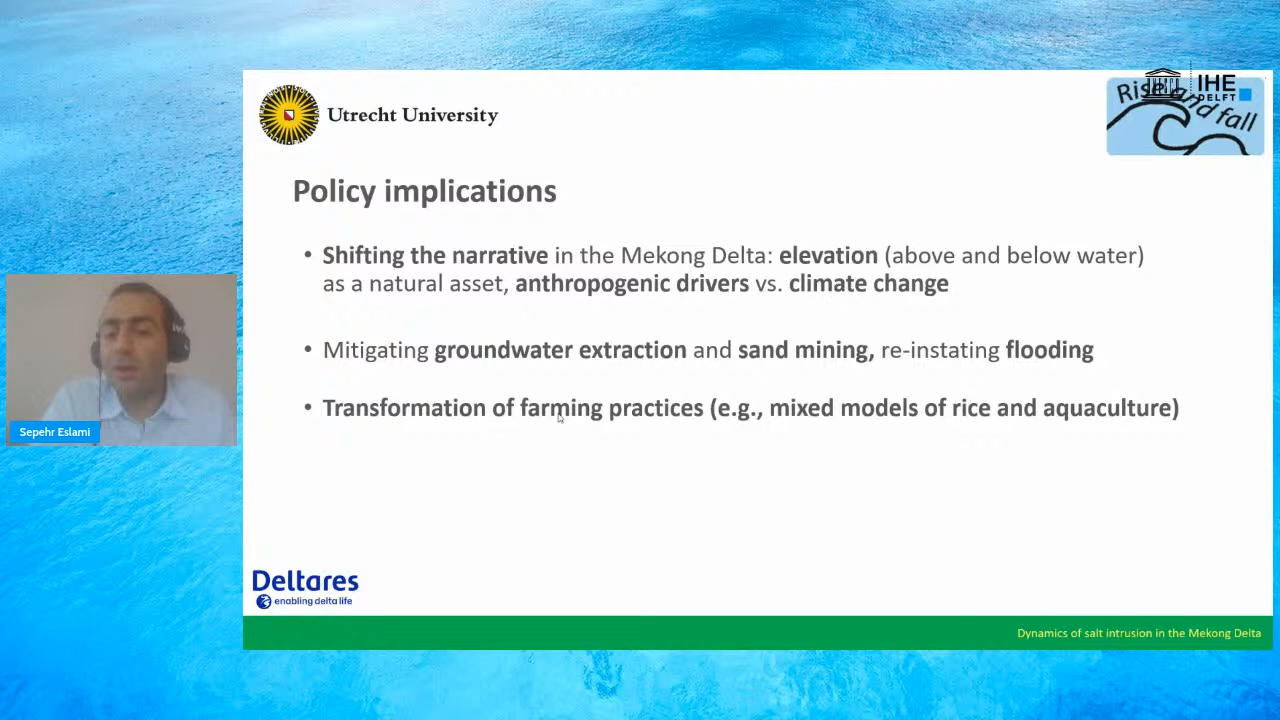 Utrecht University
Rise and fall
IHE
DELFT
Policy implications
• Shifting the narrative in the Mekong Delta: elevation (above and below water)
as a natural asset, anthropogenic drivers vs. climate change
• Mitigating groundwater extraction and sand mining, re-instating flooding
• Transformation of farming practices (e.g., mixed models of rice and aquaculture)
Sepehr Eslami
Deltares
enabling delta life
Dynamics of salt intrusion in the Mekong Delta